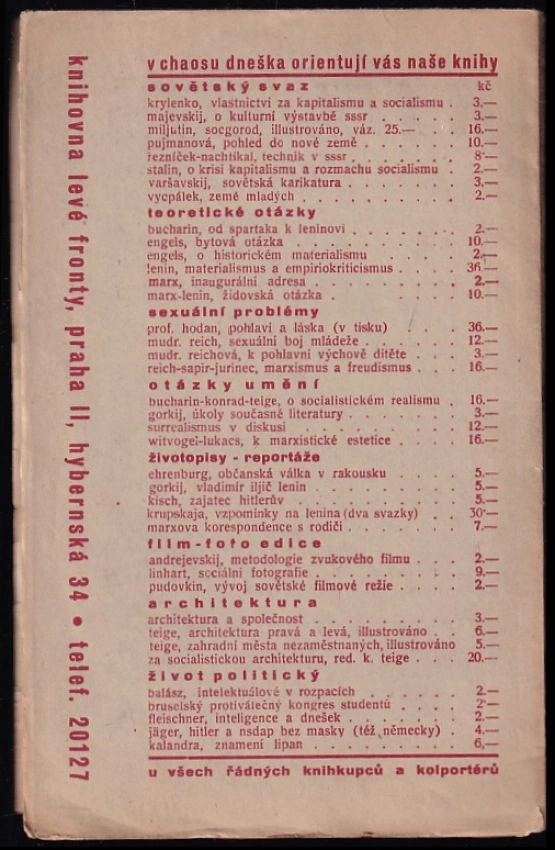 knihovna levé fronty, praha II, hybernská 34 • telef. 20127
v chaosu dneška orientují vás naše knihy
sovětský svaz kč
krylenko, vlastnictví za kapitalismu a socialismu . 3.—
majevskij, o kulturní výstavbě sssr . . . . . 3.—
miljutin, socgorod, illustrováno, váz. 25.— . . . 16.—
pujmanová, pohled do nové země . . . . . . 10.—
řezníček-nachtikal, technik v sssr . . . . . . 8·—
stalin, o krisi kapitalismu a rozmachu socialismu . 2.—
varšavskij, sovětská karikatura . . . . . . . 3.—
vycpálek, země mladých . . . . . . . . . 2.—
teoretické otázky
bucharin, od spartaka k leninovi . . . . . . 2.—
engels, bytová otázka . . . . . . . . . 10.—
engels, o historickém materialismu . . . . . 2.—
lenin, materialismus a empiriokriticismus . . . . 36.—
marx, inaugurální adresa . . . . . . . . . 2.—
marx-lenin, židovská otázka . . . . . . . 10.—
sexuální problémy
prof. hodan, pohlaví a láska (v tisku) . . . 36.—
mudr. reich, sexuální boj mládeže . . . . . . 12.—
mudr. reichová, k pohlavní výchově dítěte . . . 3.—
reich-sapir-jurinec, marxismus a freudismus . . . 16.—
otázky umění
bucharin-konrad-teige, o socialistickém realismu . 16.—
gorkij, úkoly současné literatury . . . . . . 3.—
surrealismus v diskusi . . . . . . . . . 12.—
witvogel-lukacs, k marxistické estetice . . . . 16.—
životopisy - reportáže
ehrenburg, občanská válka v rakousku . . . . 5.—
gorkij, vladimír iljič lenin . . . . . . . . 5.—
kisch, zajatec hitlerův . . . . . . . . . 5.—
krupskaja, vzpomínky na lenina (dva svazky) . . 30·—
marxova korespondence s rodiči . . . . . . . 7.—
film-foto edice
andrejevskij, metodologie zvukového filmu . . . 2.—
linhart, sociální fotografie . . . . . . . . 9.—
pudovkin, vývoj sovětské filmové režie . . . . 2.—
architektura
architektura a společnost . . . . . . . . 3.—
teige, architektura pravá a levá, illustrováno . . 6.—
teige, zahradní města nezaměstnaných, illustrováno 5.—
za socialistickou architekturu, red. k. teige . . . 20.—
život politický
balász, intelektuálové v rozpacích . . . . . . 2.—
bruselský protiválečný kongres studentů . . . . 2·—
fleischner, inteligence a dnešek . . . . . . . 2.—
jäger, hitler a nsdap bez masky (též německy) . 4.—
kalandra, znamení lipan . . . . . . . . . 6,—
u všech řádných knihkupců a kolportérů